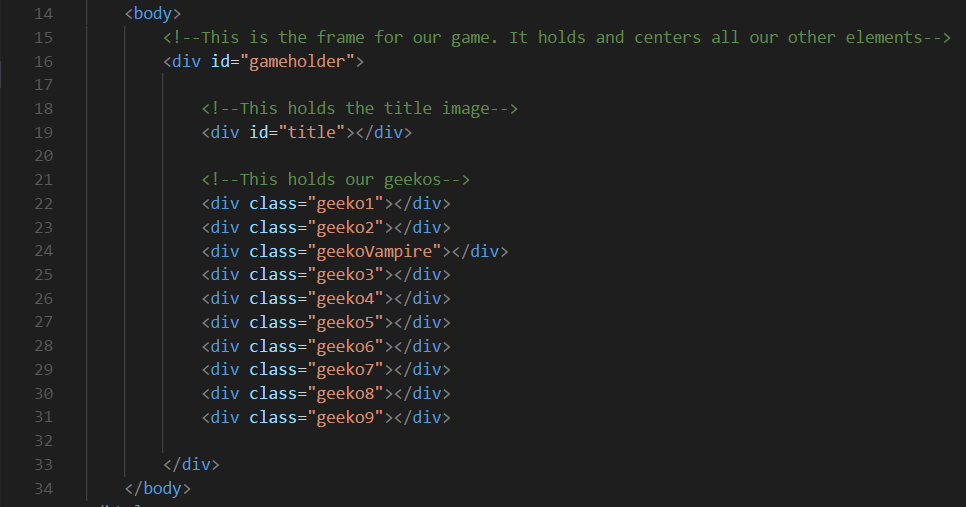 14 <body>
15 <!--This is the frame for our game. It holds and centers all our other elements-->
16 <div id="gameholder">
17
18 <!--This holds the title image-->
19 <div id="title"></div>
20
21 <!--This holds our geekos-->
22 <div class="geeko1"></div>
23 <div class="geeko2"></div>
24 <div class="geekoVampire"></div>
25 <div class="geeko3"></div>
26 <div class="geeko4"></div>
27 <div class="geeko5"></div>
28 <div class="geeko6"></div>
29 <div class="geeko7"></div>
30 <div class="geeko8"></div>
31 <div class="geeko9"></div>
32
33 </div>
34 </body>